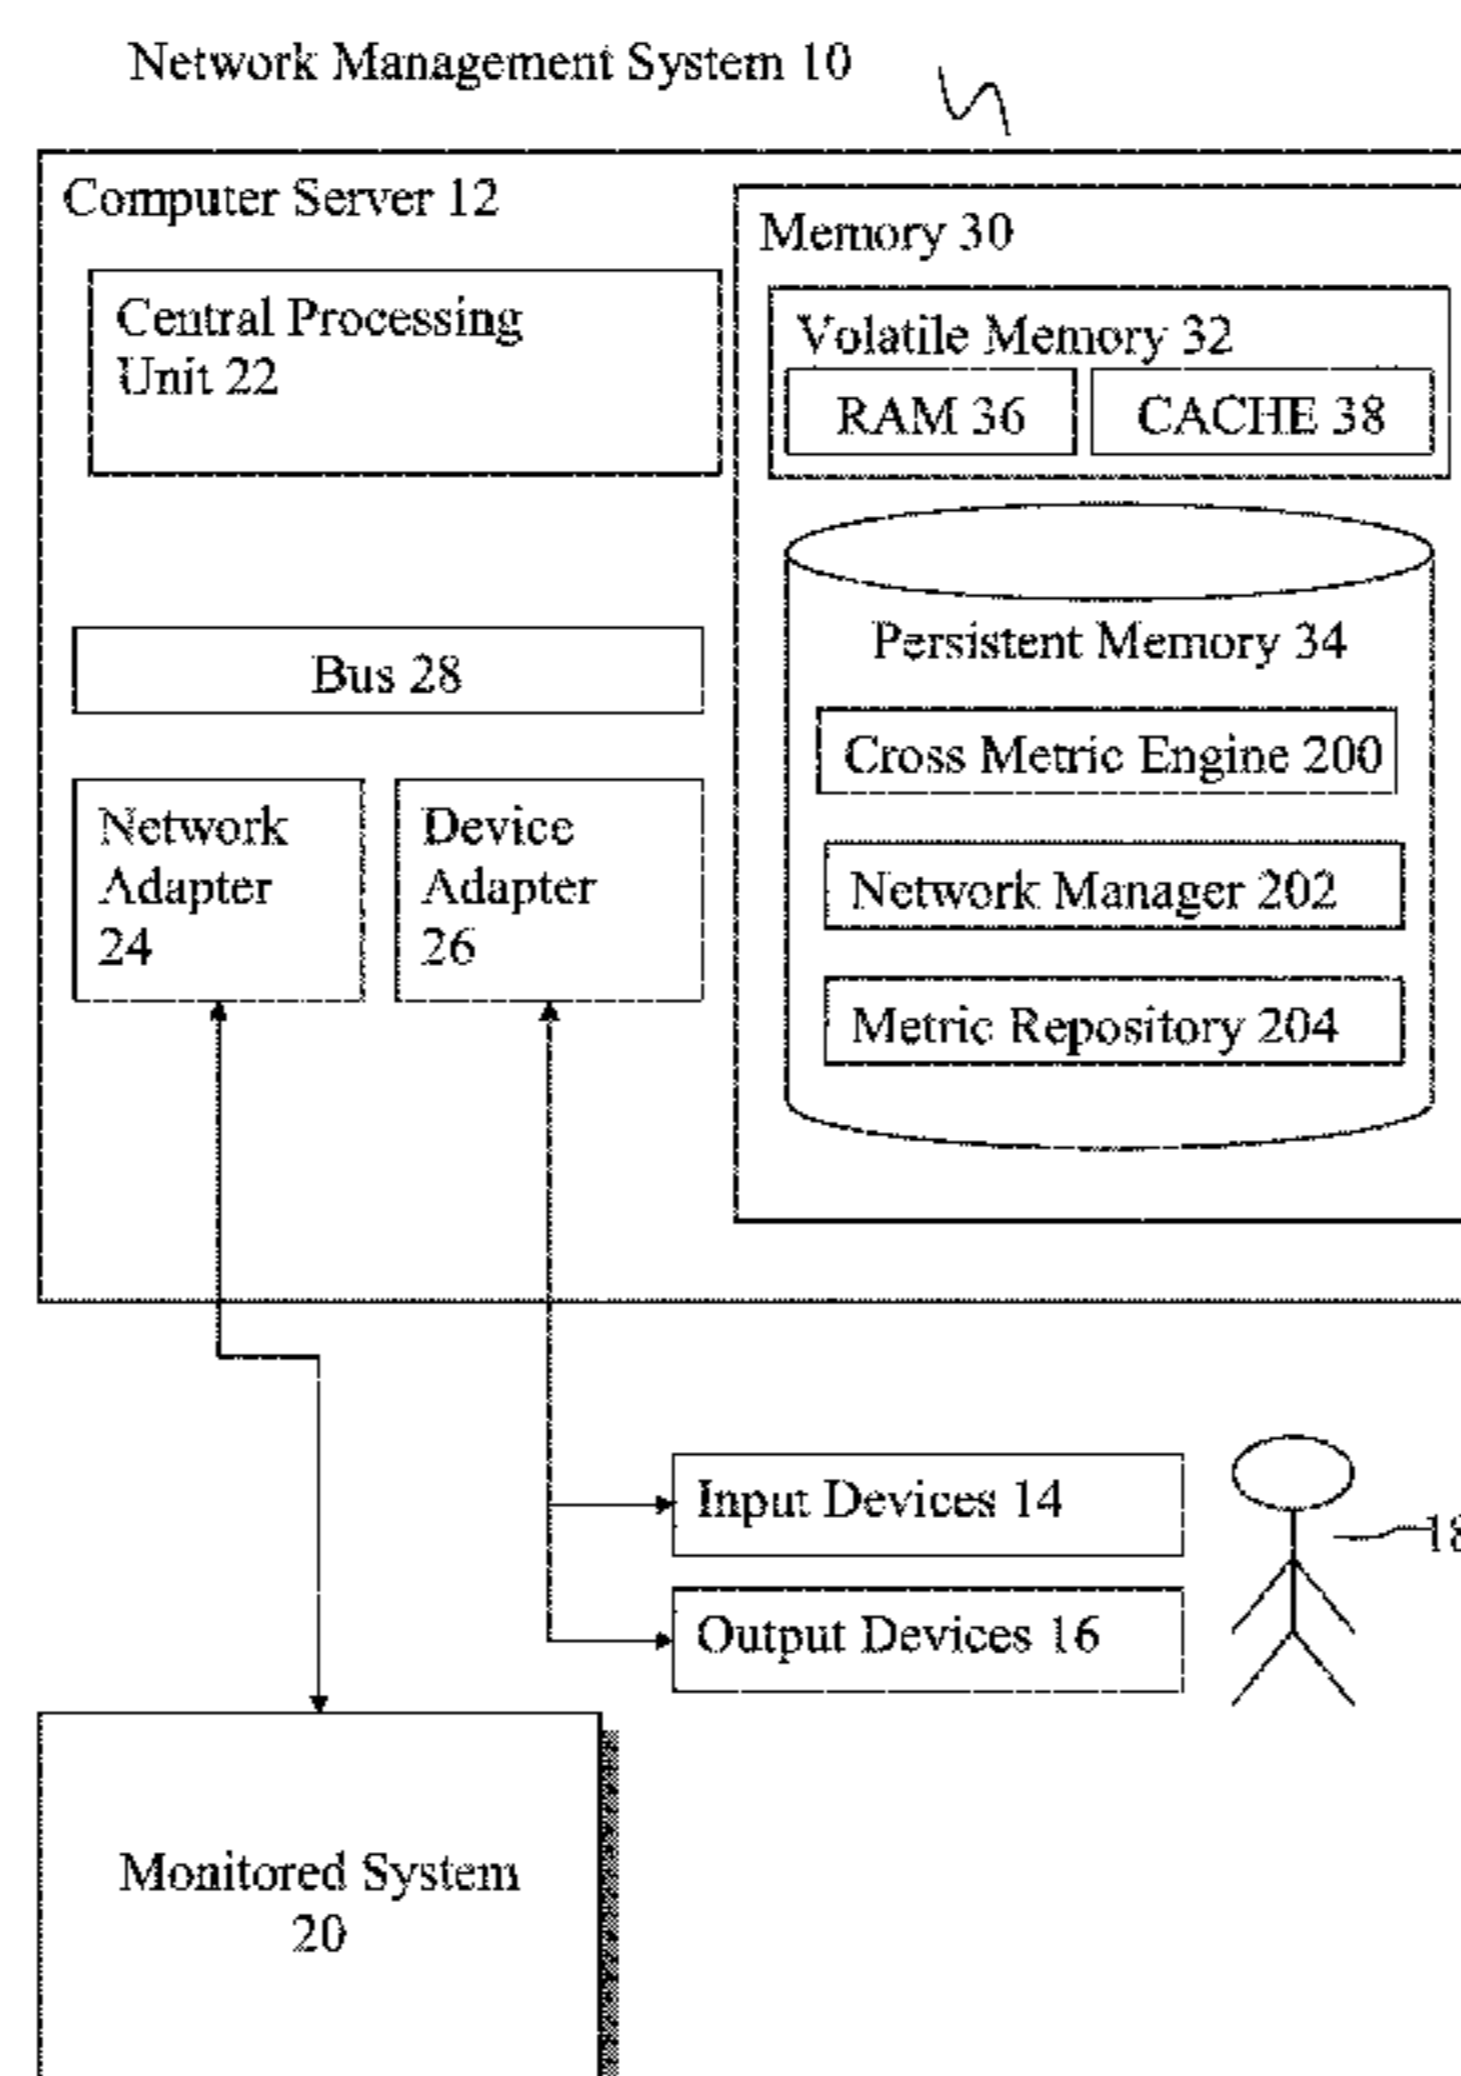 Network Management System 10
Computer Server 12
Central Processing
Unit 22
Bus 28
Network
Adapter
24
Device
Adapter
26
Memory 30
Volatile Memory 32
RAM 36
CACHE 38
Persistent Memory 34
Cross Metric Engine 200
Network Manager 202
Metric Repository 204
Input Devices 14
Output Devices 16
18
Monitored System
20